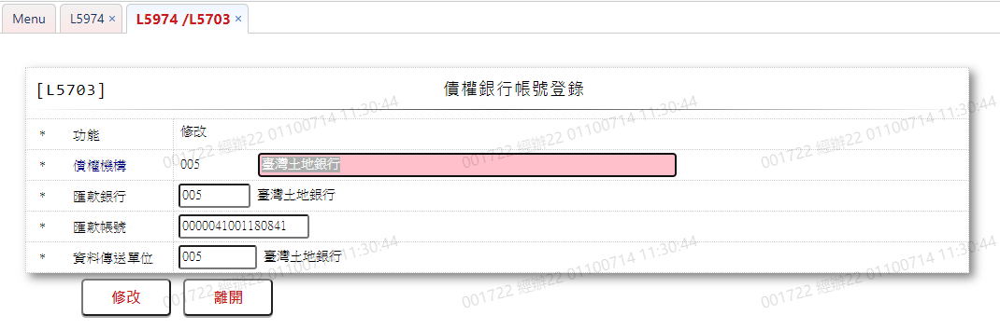 Menu L5974 × L5974 /L5703 ×
[L5703] 債權銀行帳號登錄
* 功能 修改
* 債權機構 005 臺灣土地銀行
* 匯款銀行 005 臺灣土地銀行
* 匯款帳號 0000041001180841
* 資料傳送單位 005 臺灣土地銀行
修改 離開
001722 經辦22 01100714 11:30:44
001722 經辦22 01100714 11:30:44
001722 經辦22 01100714 11:30:44
001722 經辦22 01100714 11:30:44
001722 經辦22 01100714 11:30:44
001722 經辦22 01100714 11:30:44